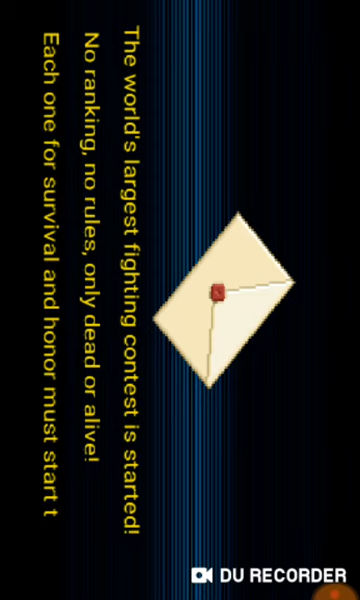 The world's largest fighting contest is started!
No ranking, no rules, only dead or alive!
Each one for survival and honor must start t
DU RECORDER